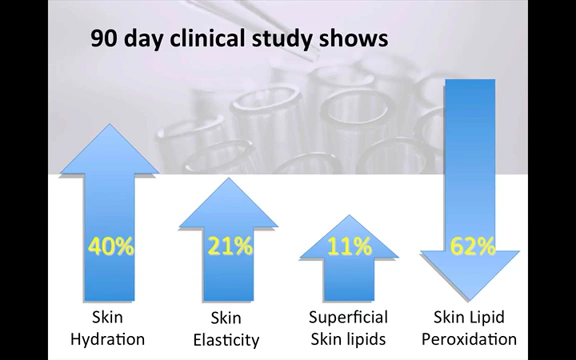 90 day clinical study shows
40%
21%
11%
62%
Skin
Hydration
Skin
Elasticity
Superficial
Skin lipids
Skin Lipid
Peroxidation